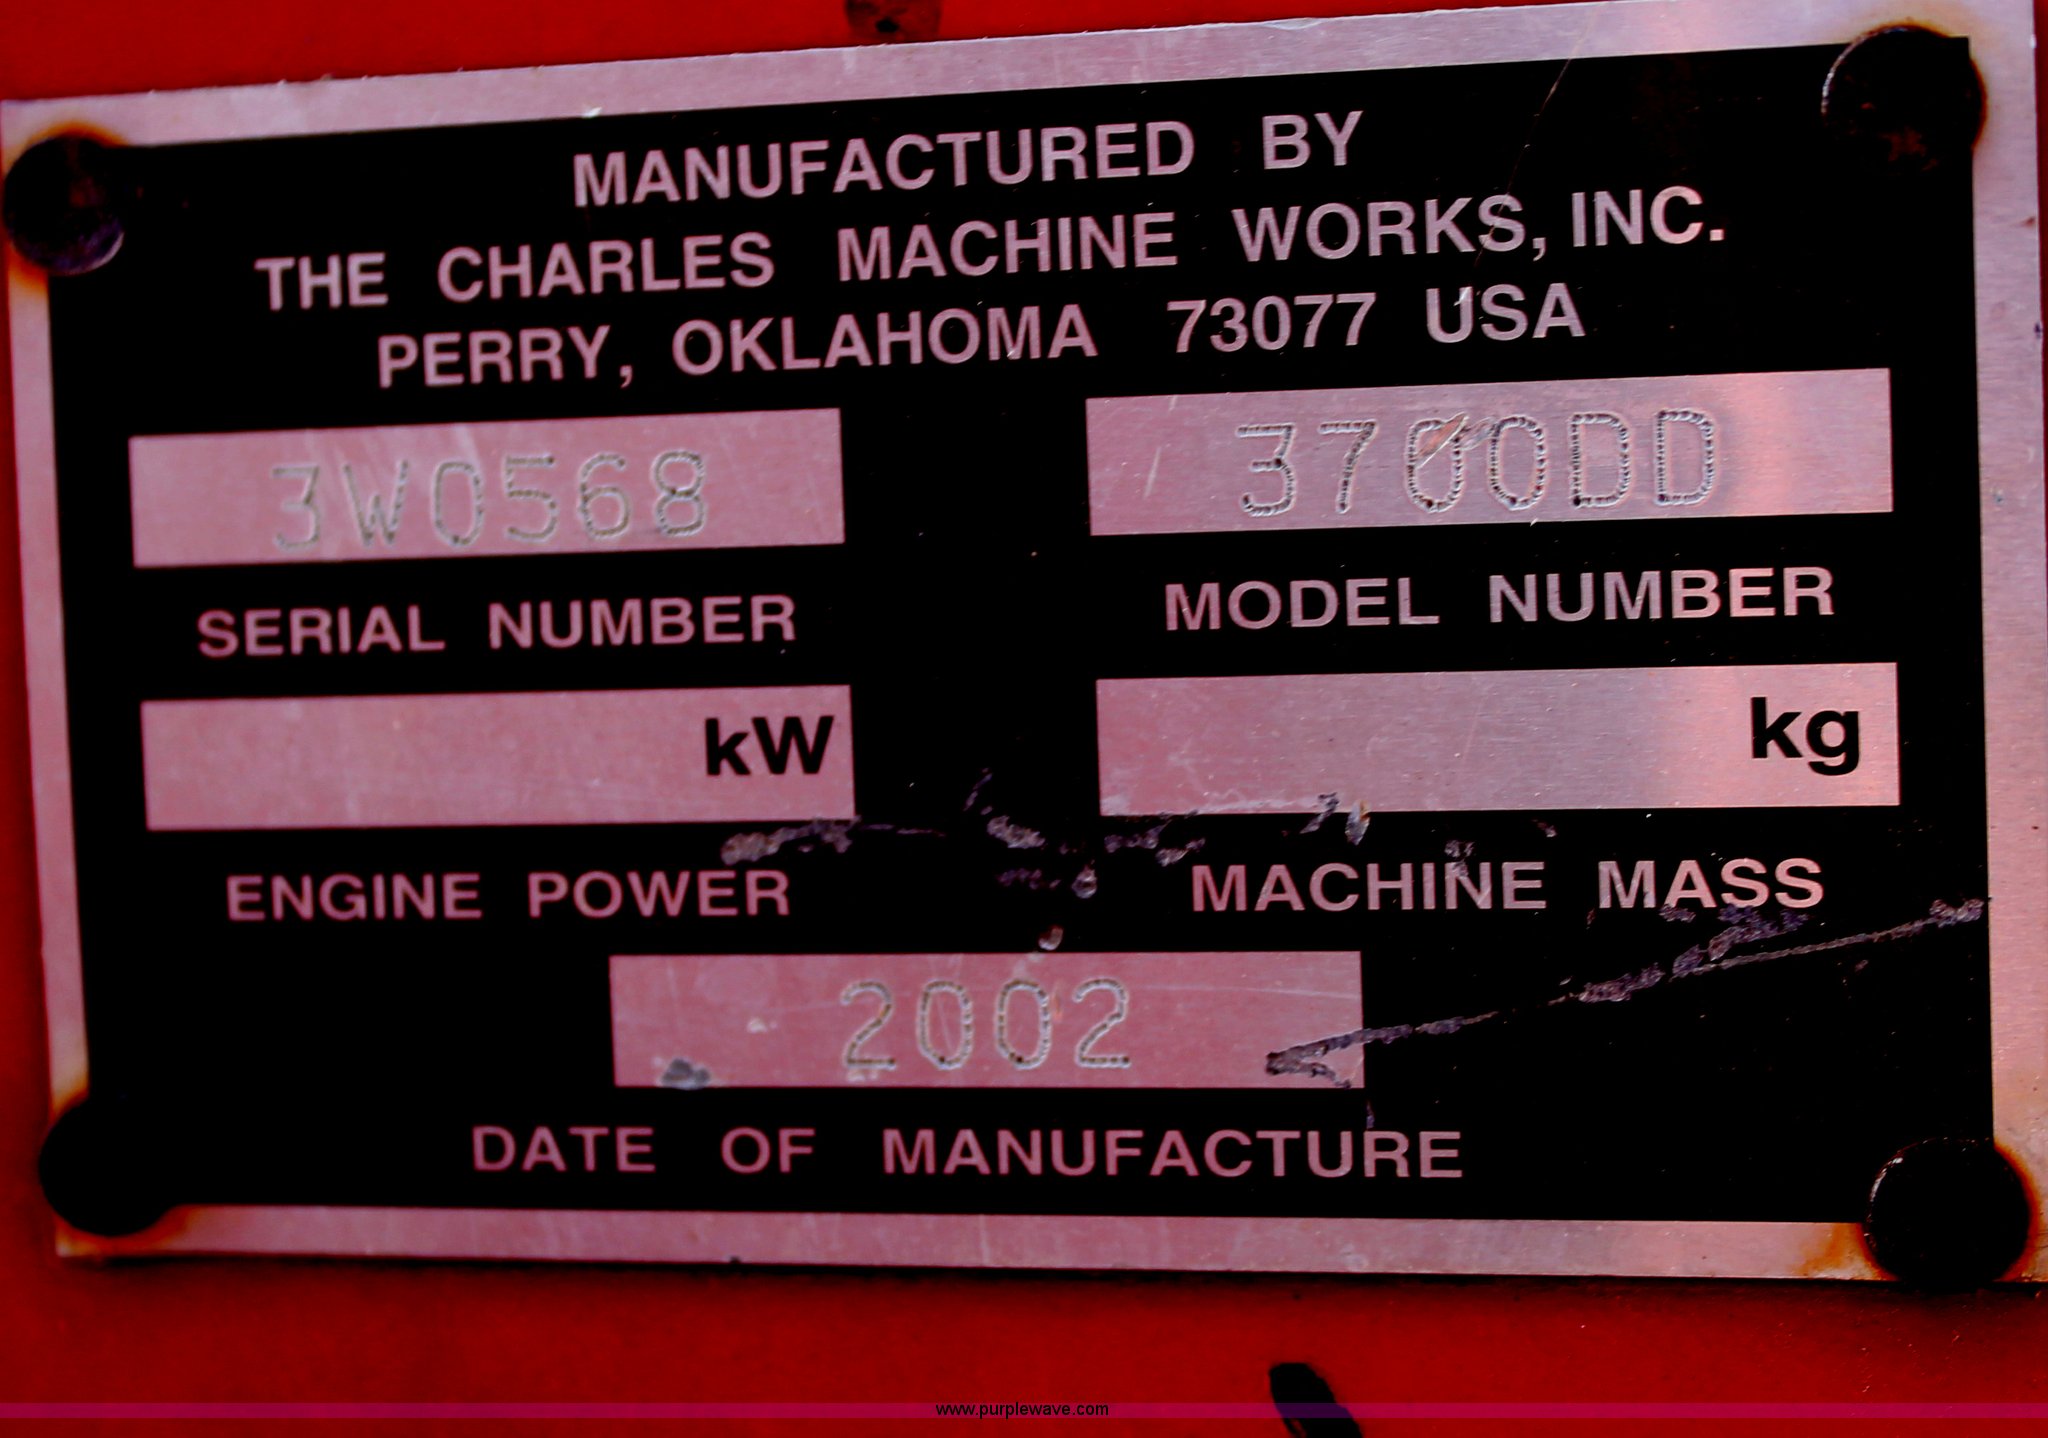 MANUFACTURED BY
THE CHARLES MACHINE WORKS, INC.
PERRY, OKLAHOMA 73077 USA
3W0568 3700DD
SERIAL NUMBER MODEL NUMBER
kW kg
ENGINE POWER MACHINE MASS
2002
DATE OF MANUFACTURE
www.purplewave.com